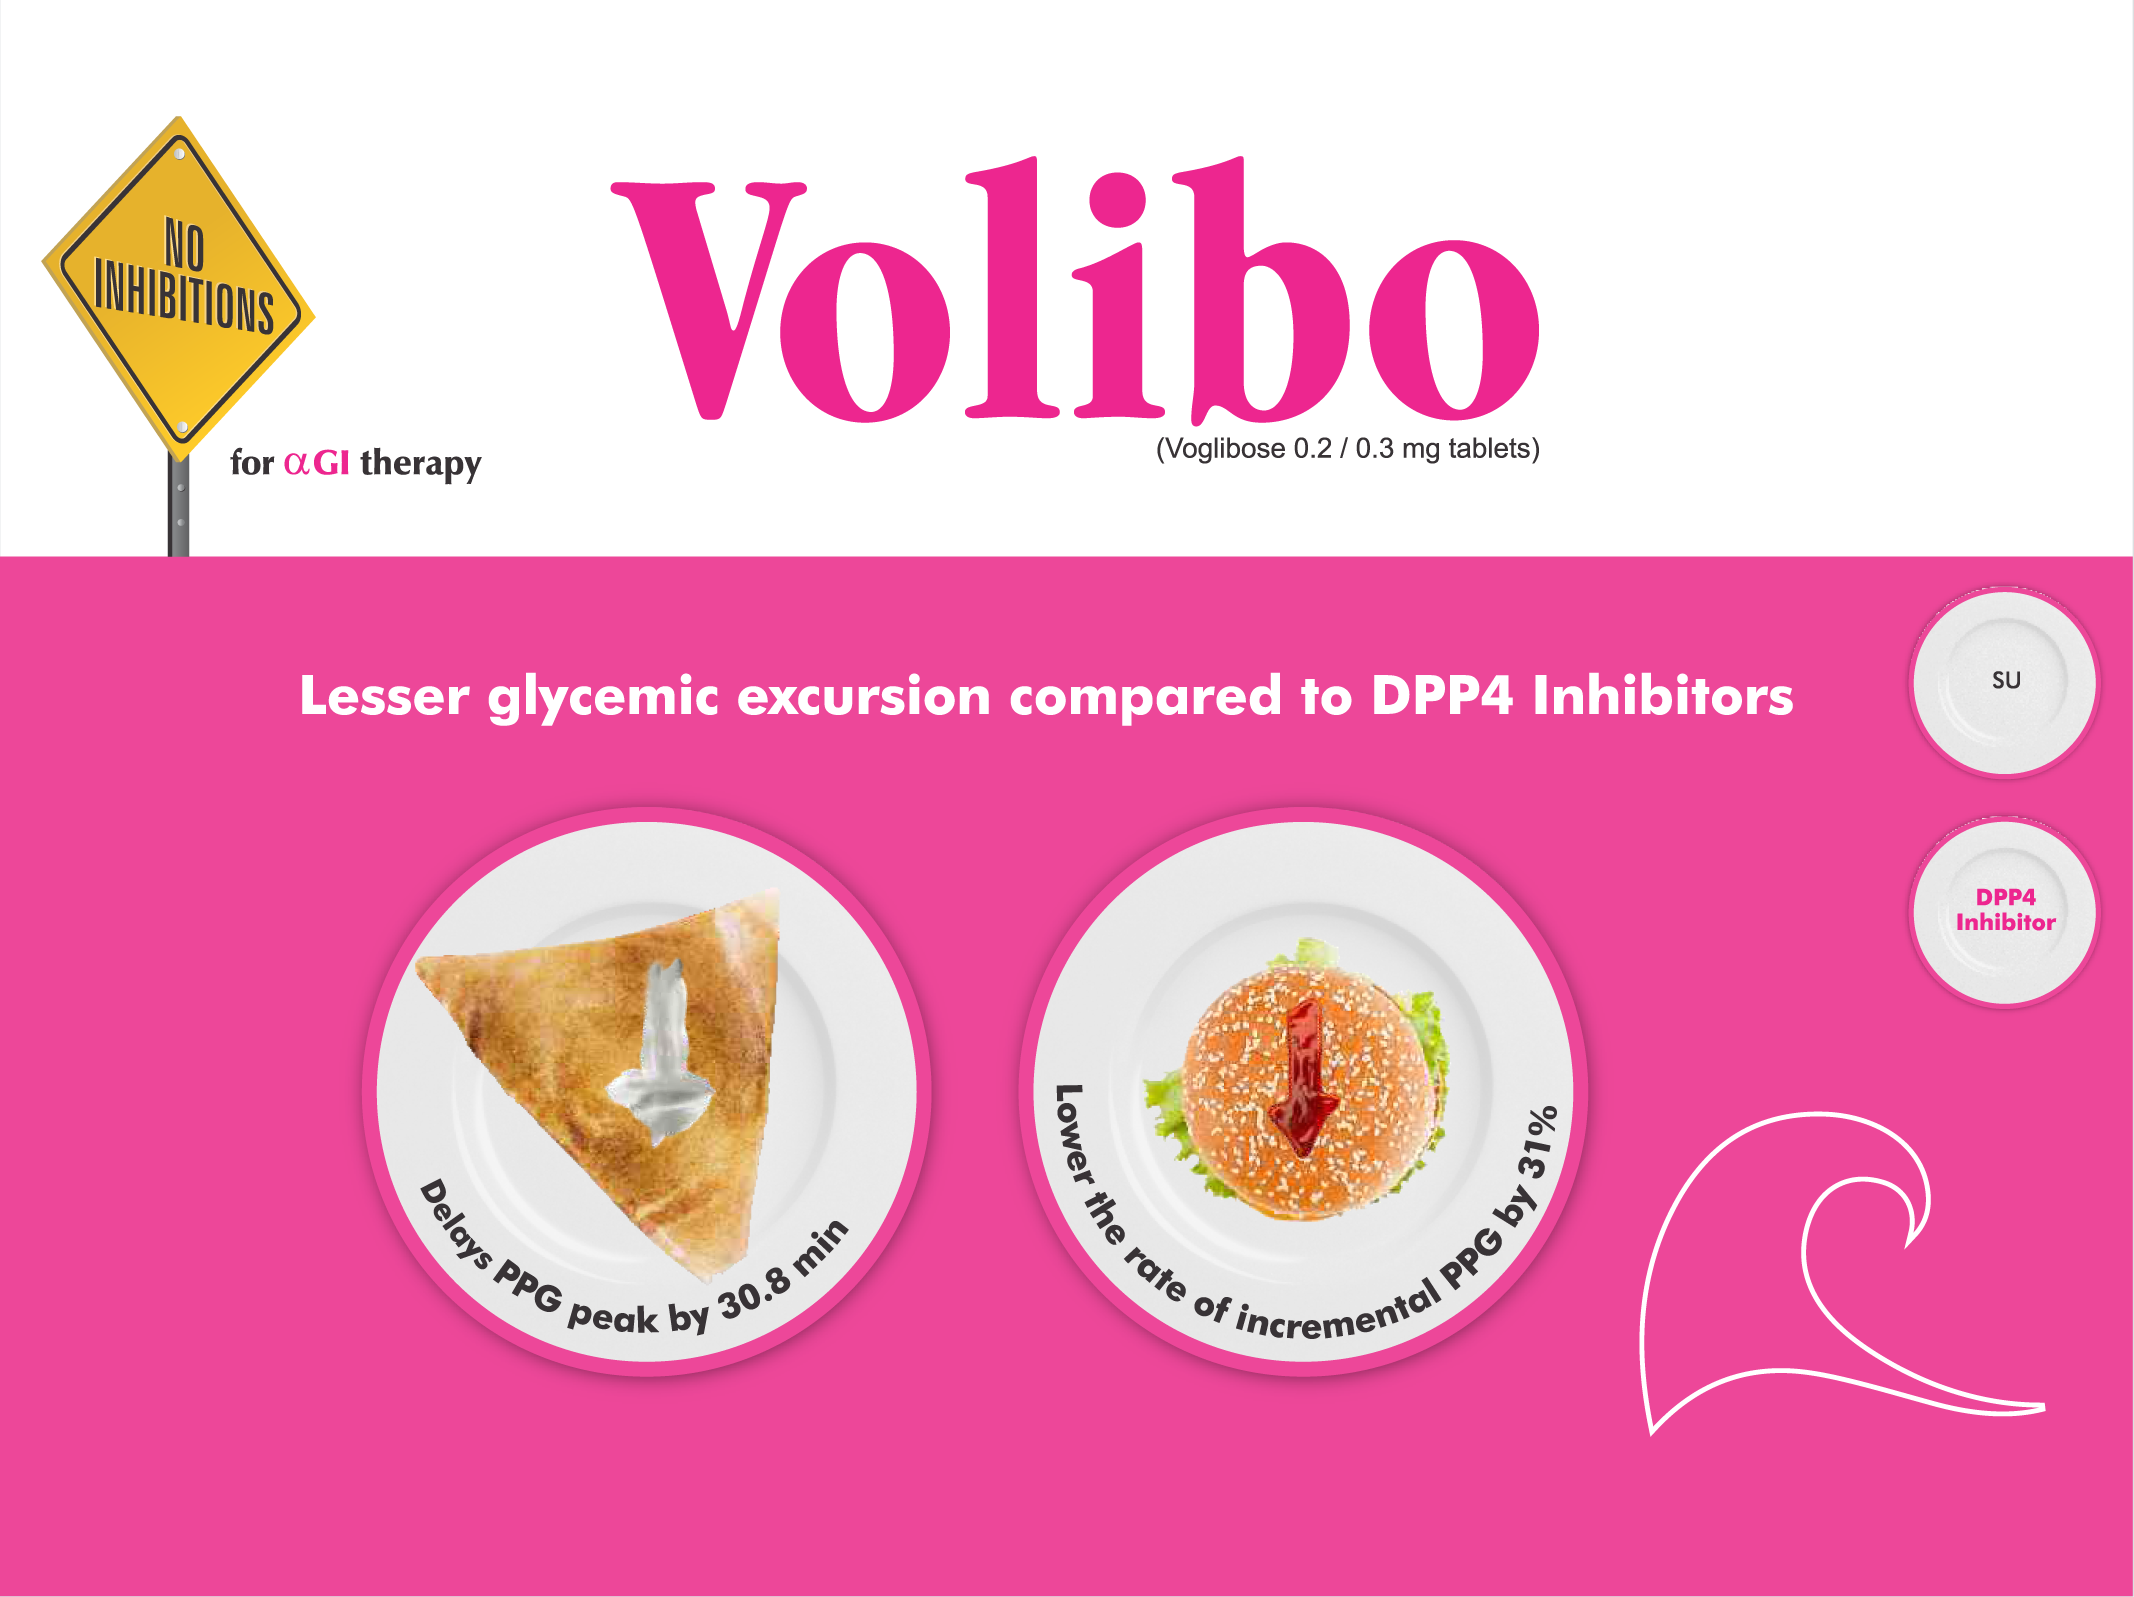 NO
INHIBITIONS
for αGI therapy
Volibo
(Voglibose 0.2 / 0.3 mg tablets)
Lesser glycemic excursion compared to DPP4 Inhibitors
SU
DPP4
Inhibitor
Delays PPG peak by 30.8 min
Lower the rate of incremental PPG by 31%